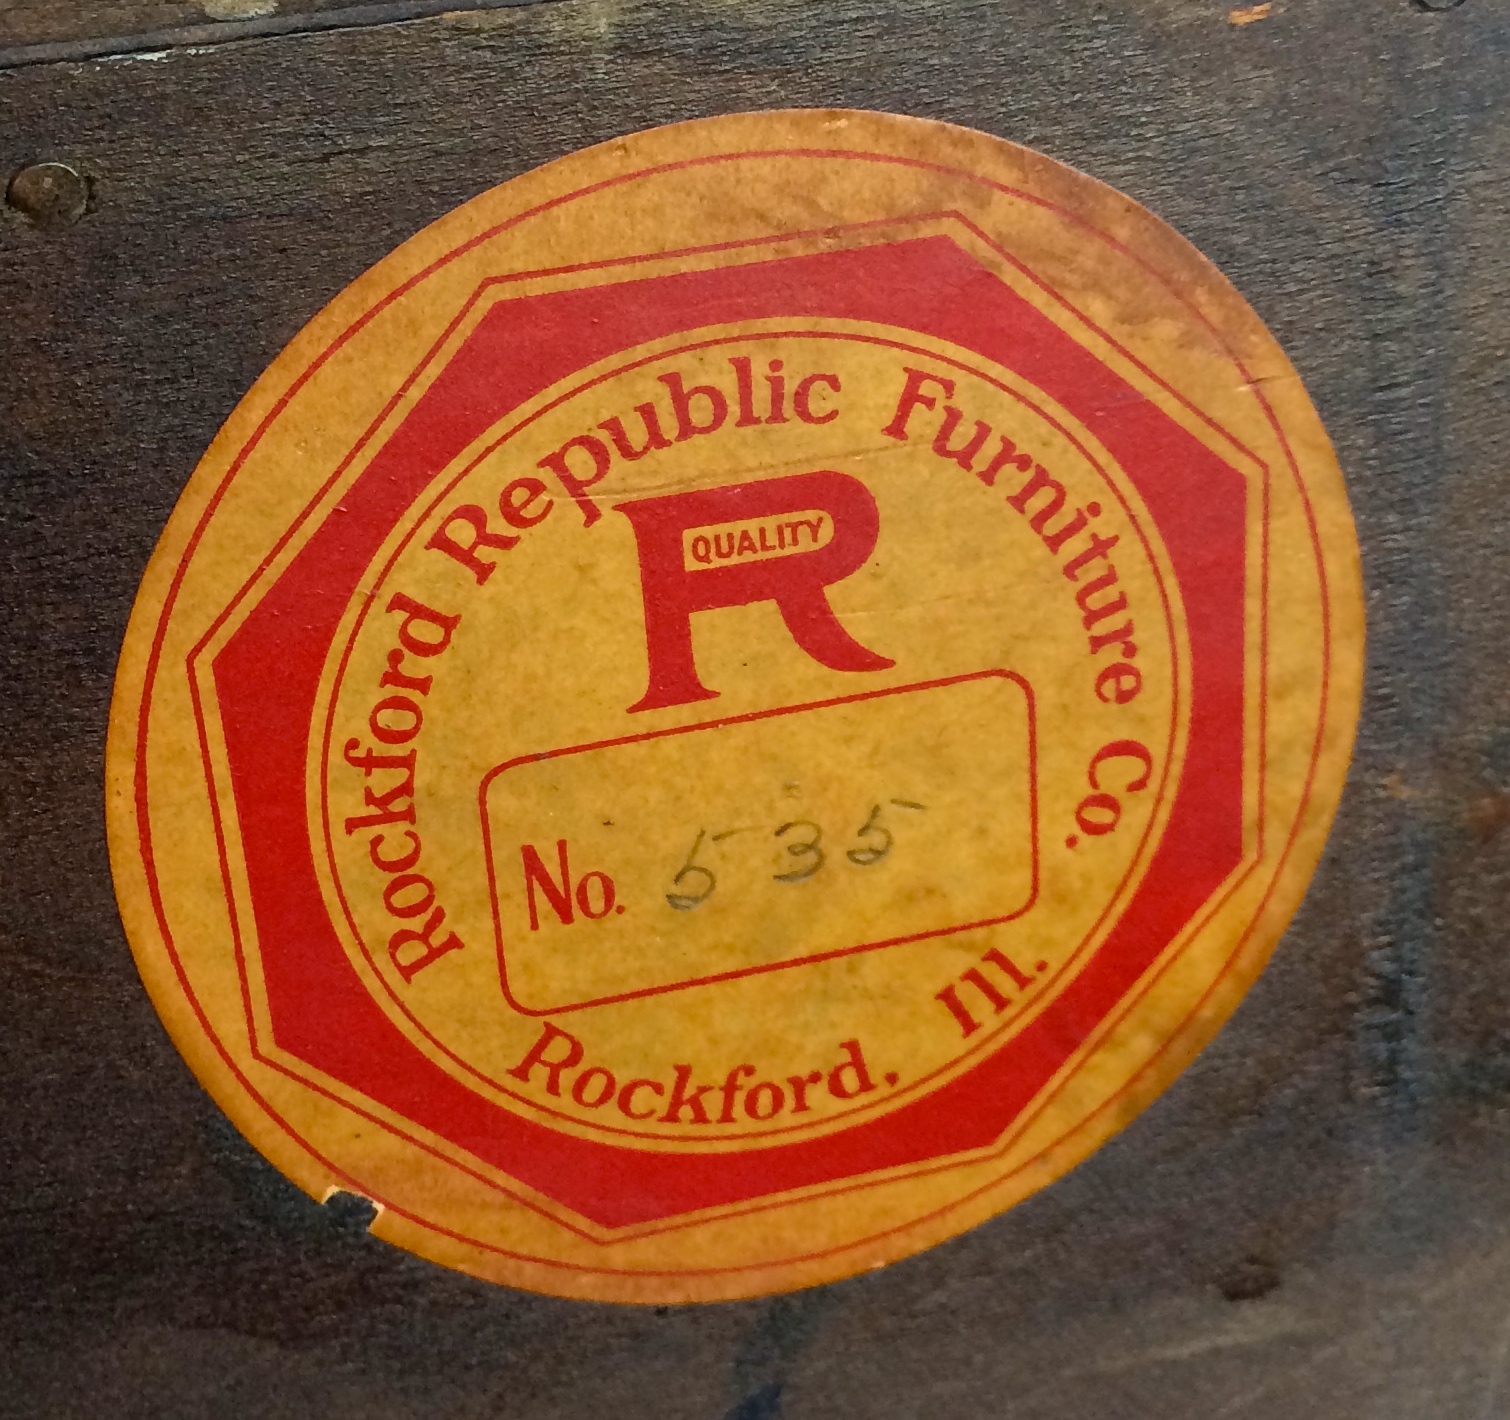 Rockford Republic Furniture Co.
R
QUALITY
No. 535
Rockford, Ill.